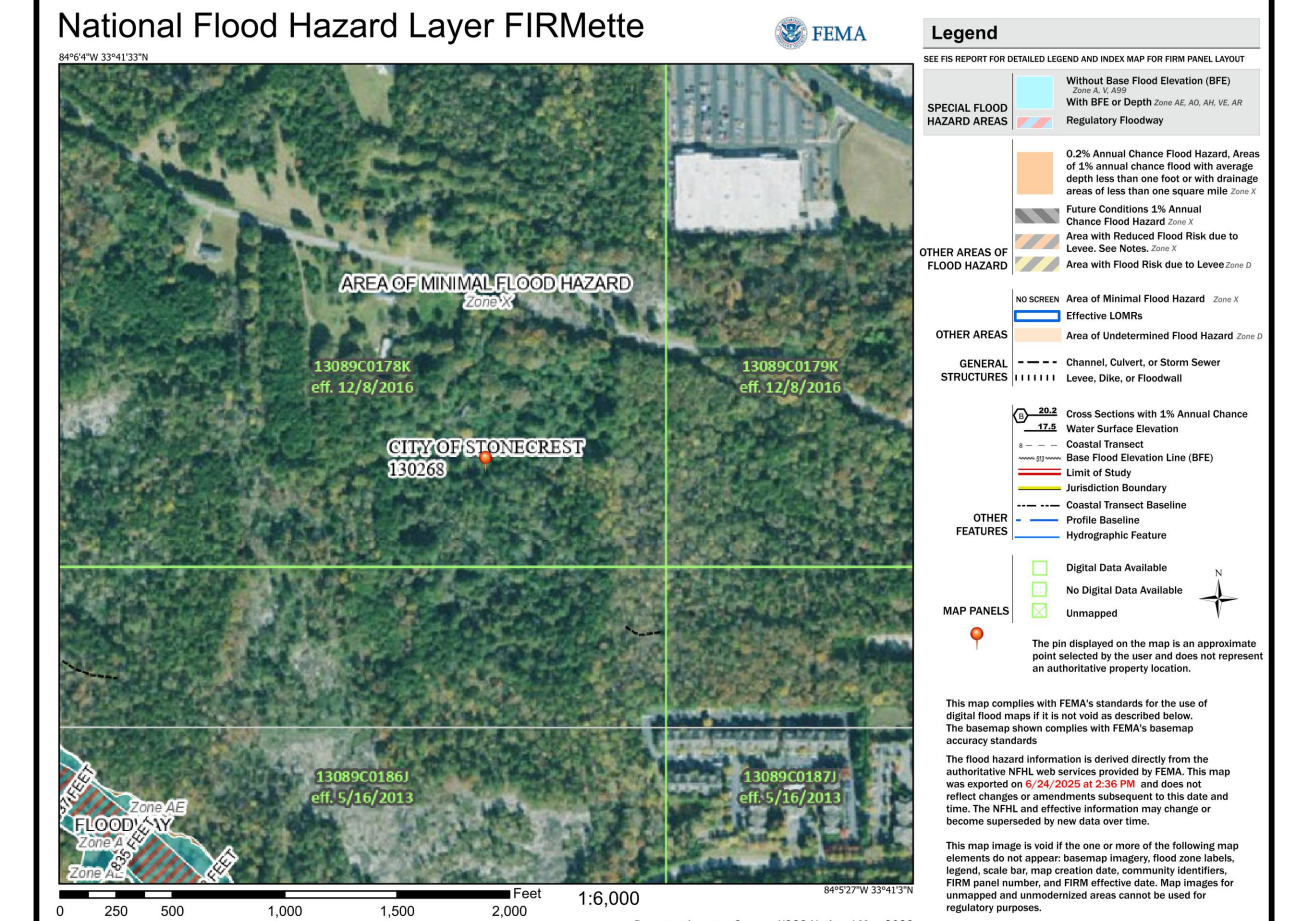 National Flood Hazard Layer FIRMette
FEMA
84°6'4"W 33°41'33"N
AREA OF MINIMAL FLOOD HAZARD
Zone X
13089C0178K
eff. 12/8/2016
13089C0179K
eff. 12/8/2016
CITY OF STONECREST
130268
13089C0186J
eff. 5/16/2013
13089C0187J
eff. 5/16/2013
FEET
Zone AE
FLOODWAY
Zone A
835 FEET
Zone AE
FEET
84°5'27"W 33°41'3"N
Feet
1:6,000
0 250 500 1,000 1,500 2,000
Legend
SEE FIS REPORT FOR DETAILED LEGEND AND INDEX MAP FOR FIRM PANEL LAYOUT
SPECIAL FLOOD
HAZARD AREAS
Without Base Flood Elevation (BFE)
Zone A, V, A99
With BFE or Depth Zone AE, AO, AH, VE, AR
Regulatory Floodway
OTHER AREAS OF
FLOOD HAZARD
0.2% Annual Chance Flood Hazard, Areas
of 1% annual chance flood with average
depth less than one foot or with drainage
areas of less than one square mile Zone X
Future Conditions 1% Annual
Chance Flood Hazard Zone X
Area with Reduced Flood Risk due to
Levee. See Notes. Zone X
Area with Flood Risk due to Levee Zone D
OTHER AREAS
NO SCREEN Area of Minimal Flood Hazard Zone X
Effective LOMRs
Area of Undetermined Flood Hazard Zone D
GENERAL
STRUCTURES
Channel, Culvert, or Storm Sewer
Levee, Dike, or Floodwall
OTHER
FEATURES
B 20.2 Cross Sections with 1% Annual Chance
17.5 Water Surface Elevation
8 Coastal Transect
513 Base Flood Elevation Line (BFE)
Limit of Study
Jurisdiction Boundary
Coastal Transect Baseline
Profile Baseline
Hydrographic Feature
MAP PANELS
Digital Data Available
No Digital Data Available
Unmapped
N
The pin displayed on the map is an approximate
point selected by the user and does not represent
an authoritative property location.
This map complies with FEMA's standards for the use of
digital flood maps if it is not void as described below.
The basemap shown complies with FEMA's basemap
accuracy standards
The flood hazard information is derived directly from the
authoritative NFHL web services provided by FEMA. This map
was exported on 6/24/2025 at 2:36 PM and does not
reflect changes or amendments subsequent to this date and
time. The NFHL and effective information may change or
become superseded by new data over time.
This map image is void if the one or more of the following map
elements do not appear: basemap imagery, flood zone labels,
legend, scale bar, map creation date, community identifiers,
FIRM panel number, and FIRM effective date. Map images for
unmapped and unmodernized areas cannot be used for
regulatory purposes.